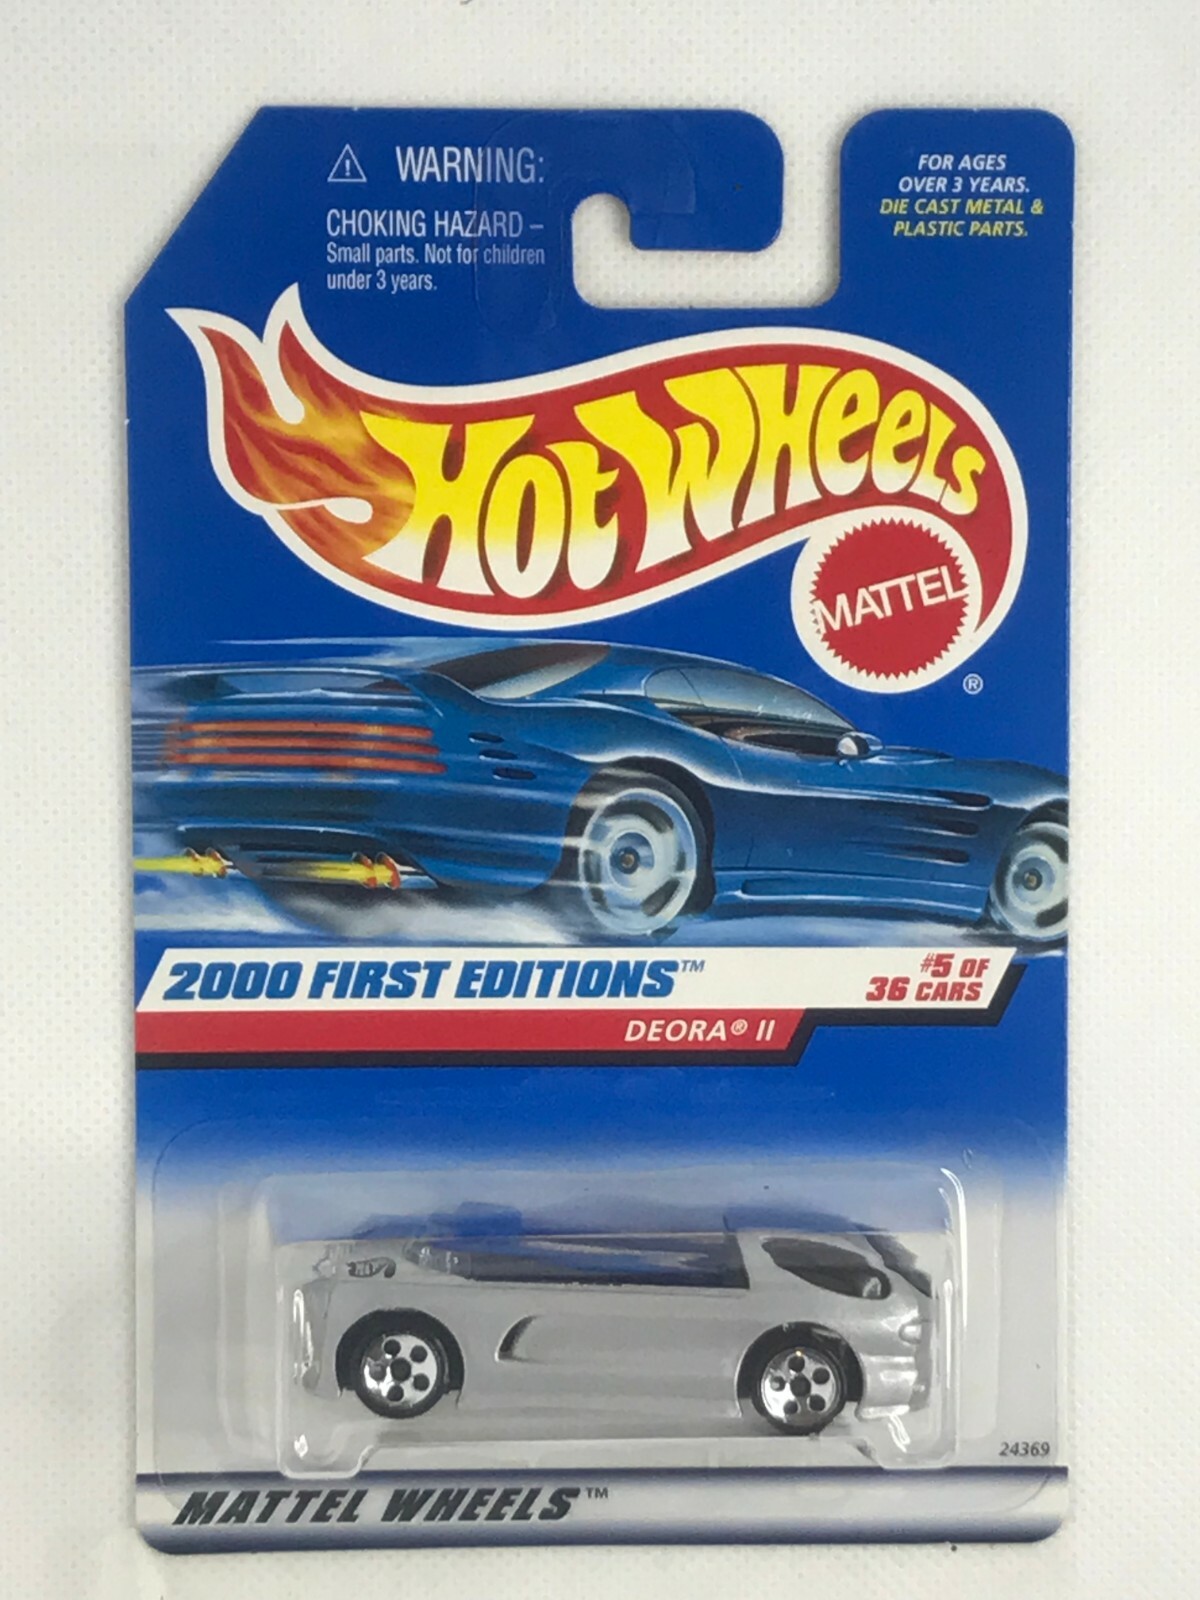 ⚠ WARNING:
CHOKING HAZARD –
Small parts. Not for children
under 3 years.
FOR AGES
OVER 3 YEARS.
DIE CAST METAL &
PLASTIC PARTS.
Hot Wheels
MATTEL
®
2000 FIRST EDITIONS™
#5 OF
36 CARS
DEORA® II
24369
MATTEL WHEELS™